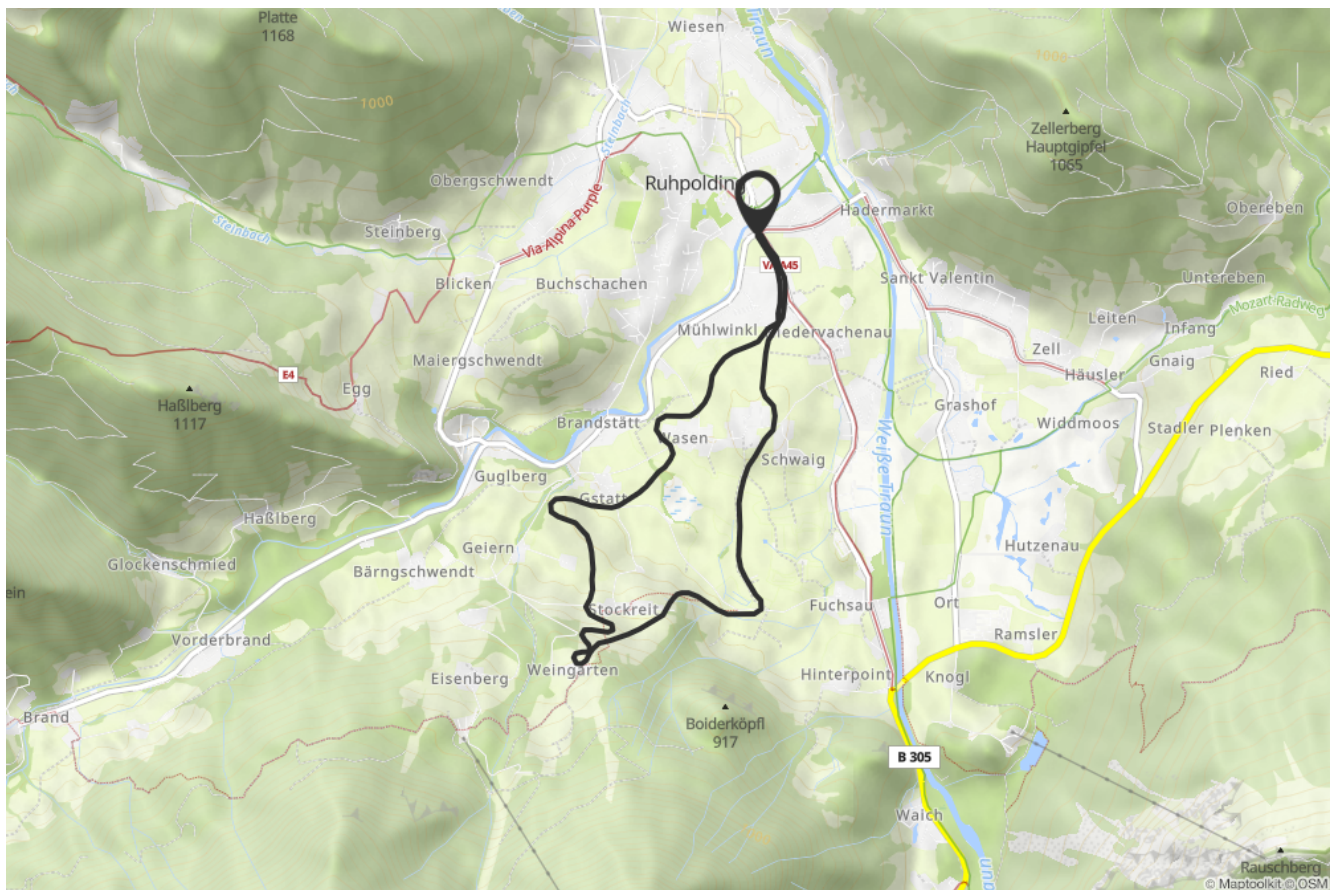 Platte
1168
Wiesen
Traun
1000
Steinbach
Zellerberg
Hauptgipfel
1065
Obergschwendt
Ruhpolding
Hadermarkt
Obereben
Steinbach
Steinberg
Via Alpina Purple
Blicken
Buchschachen
Sankt Valentin
Untereben
Mozart-Radweg
Leiten
Infang
Mühlwinkl
Niedervachenau
Maiergschwendt
Zell
Gnaig
E4
Egg
Häusler
Ried
Haßlberg
1117
Grashof
Brandstätt
Wasen
Widdmoos
Stadler
Plenken
Schwaig
Weiße Traun
Guglberg
Gstatt
Haßlberg
Geiern
Hutzenau
Glockenschmied
Bärngschwendt
Stockreit
Fuchsau
Ort
Vorderbrand
Ramsler
Weingarten
Eisenberg
Hinterpoint
Knogl
Brand
Boiderköpfl
917
B 305
Waich
Rauschberg
© Maptoolkit © OSM